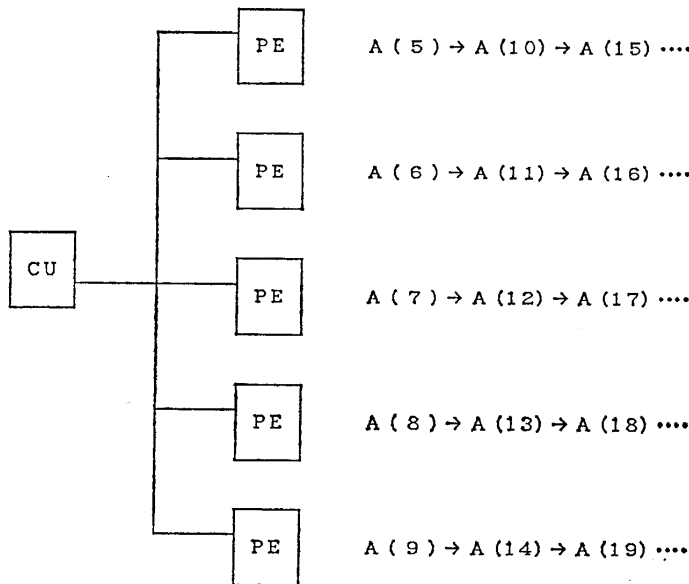 PE A ( 5 ) → A (10) → A (15) ····
PE A ( 6 ) → A (11) → A (16) ····
CU
PE A ( 7 ) → A (12) → A (17) ····
PE A ( 8 ) → A (13) → A (18) ····
PE A ( 9 ) → A (14) → A (19) ····